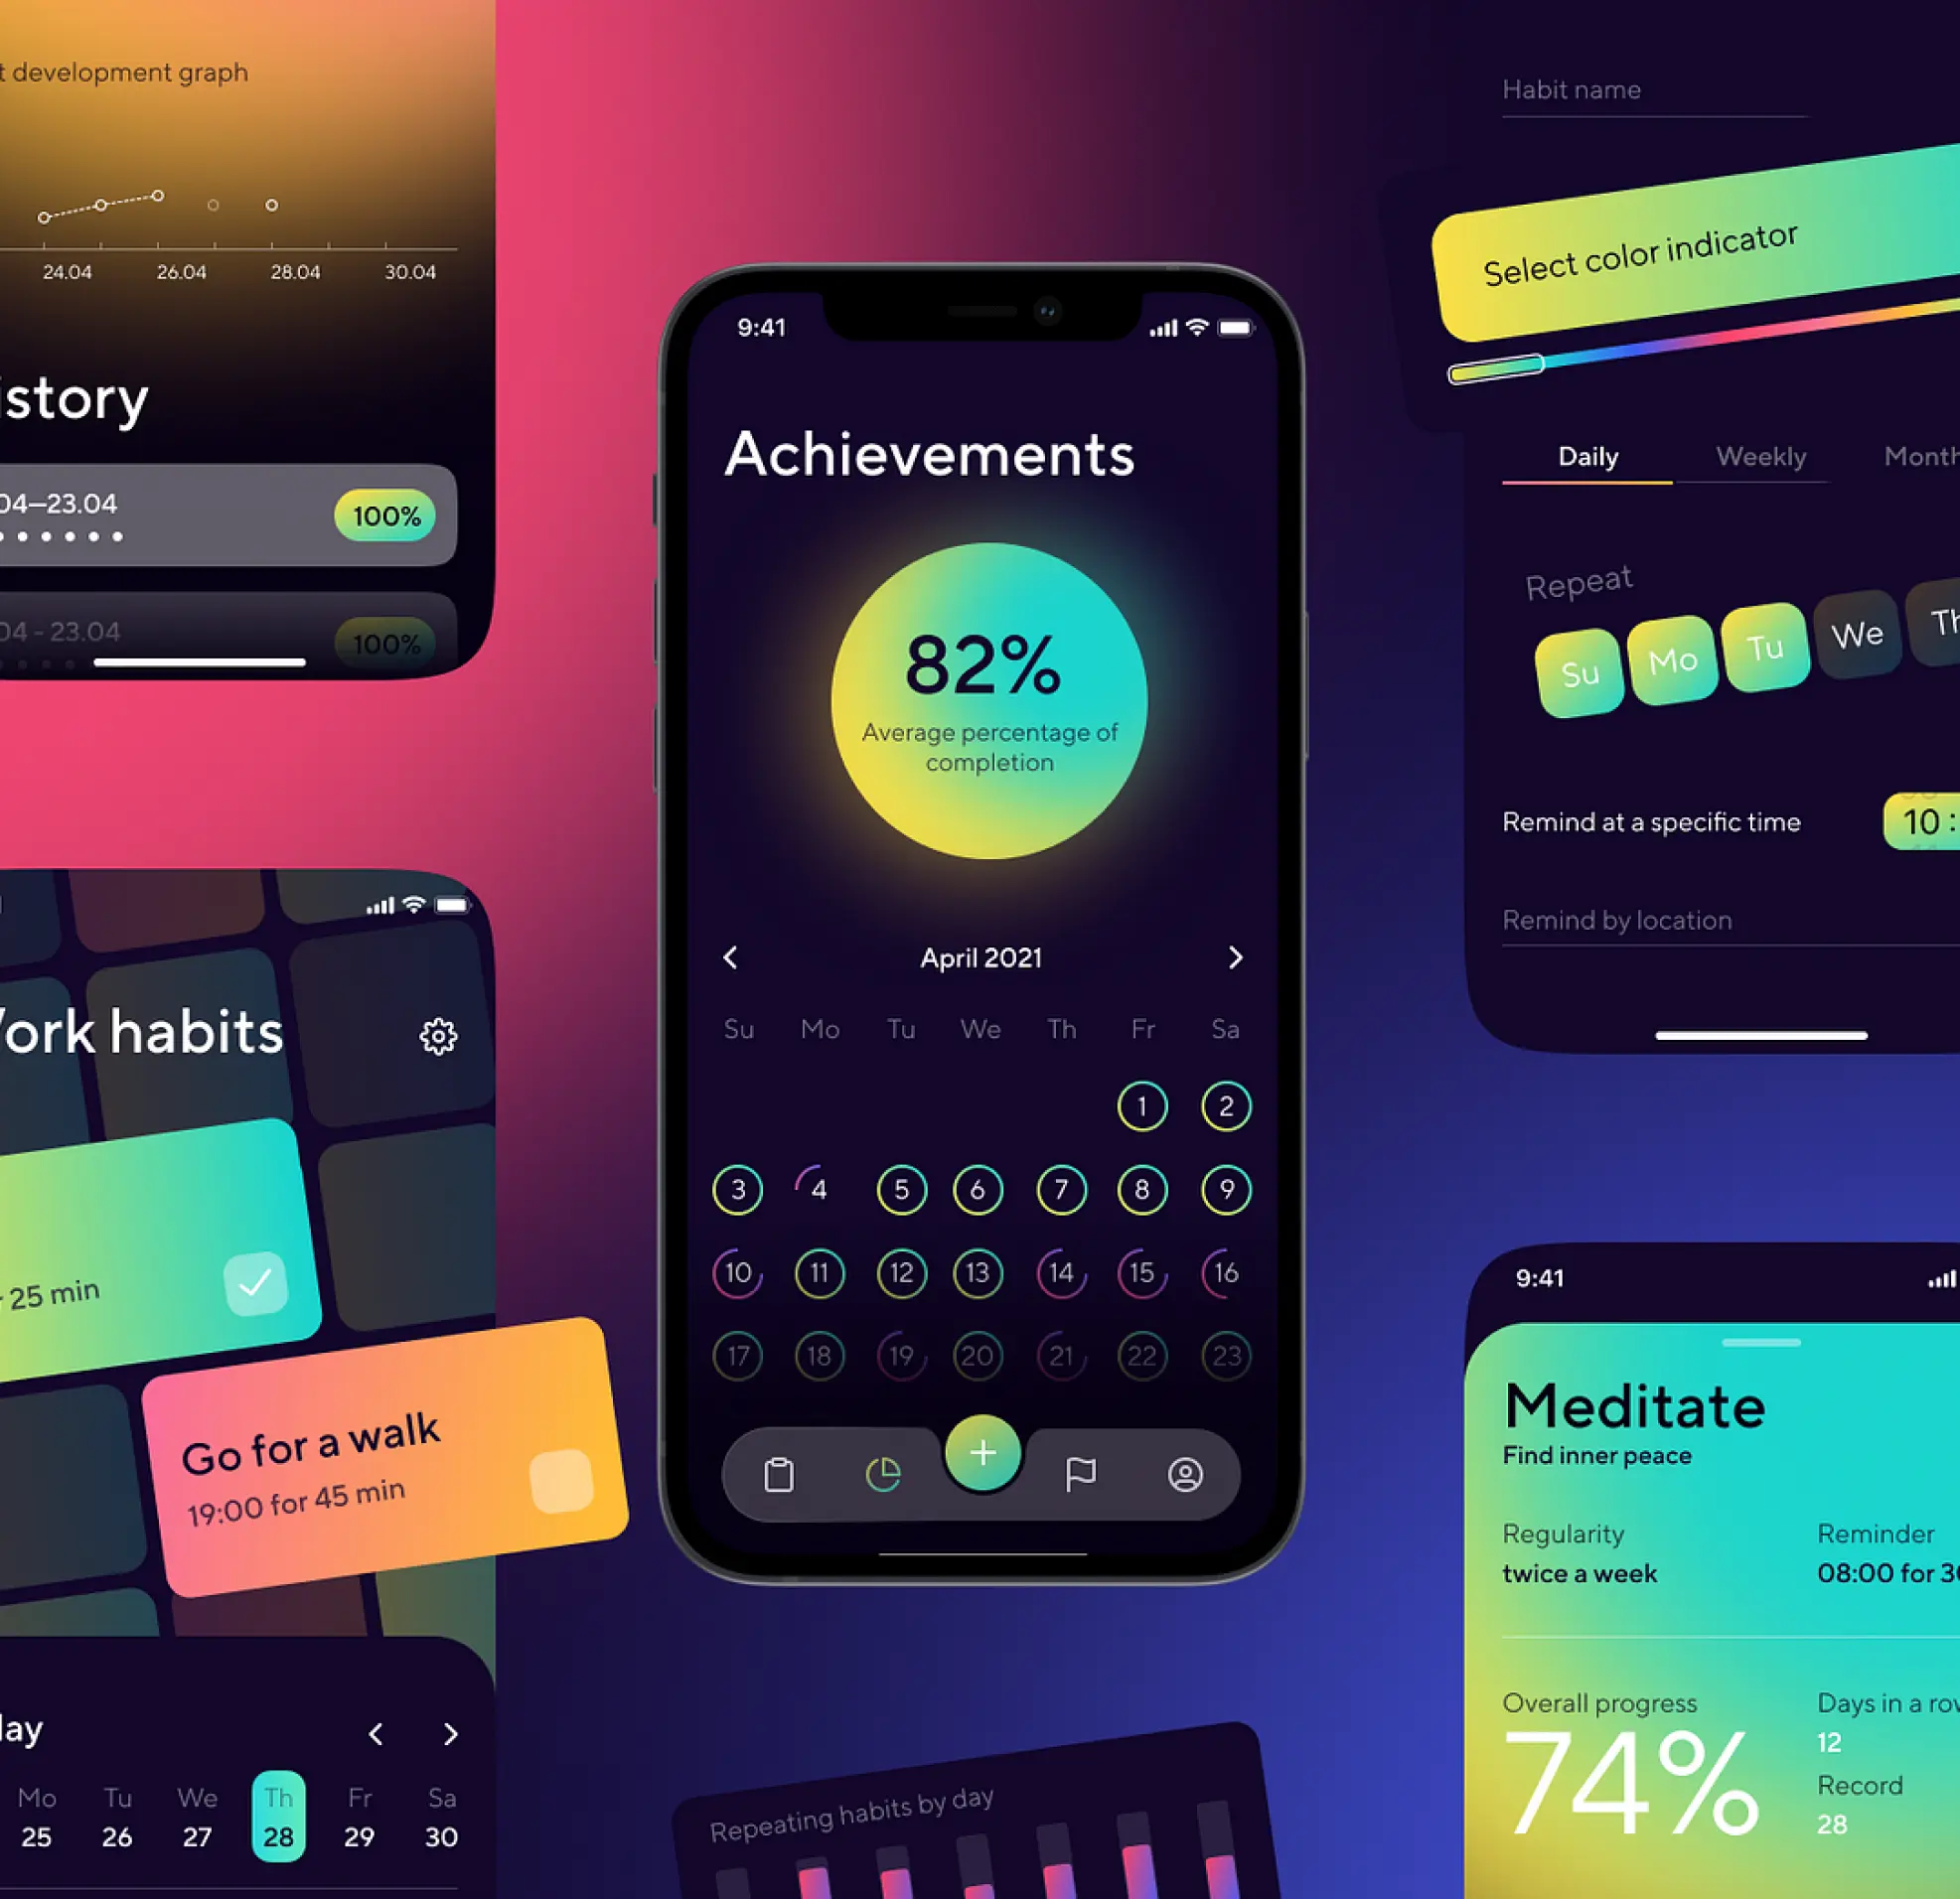 t development graph
24.04 26.04 28.04 30.04
istory
04—23.04
100%
04 - 23.04
100%
ork habits
25 min
Go for a walk
19:00 for 45 min
lay
Mo Tu We Th Fr Sa
25 26 27 28 29 30
9:41
Achievements
82%
Average percentage of
completion
April 2021
Su Mo Tu We Th Fr Sa
1 2
3 4 5 6 7 8 9
10 11 12 13 14 15 16
17 18 19 20 21 22 23
Repeating habits by day
Habit name
Select color indicator
Daily Weekly Month
Repeat
Su Mo Tu We Th
Remind at a specific time
10 :
Remind by location
9:41
Meditate
Find inner peace
Regularity Reminder
twice a week 08:00 for 30
Overall progress Days in a row
74% 12
Record
28